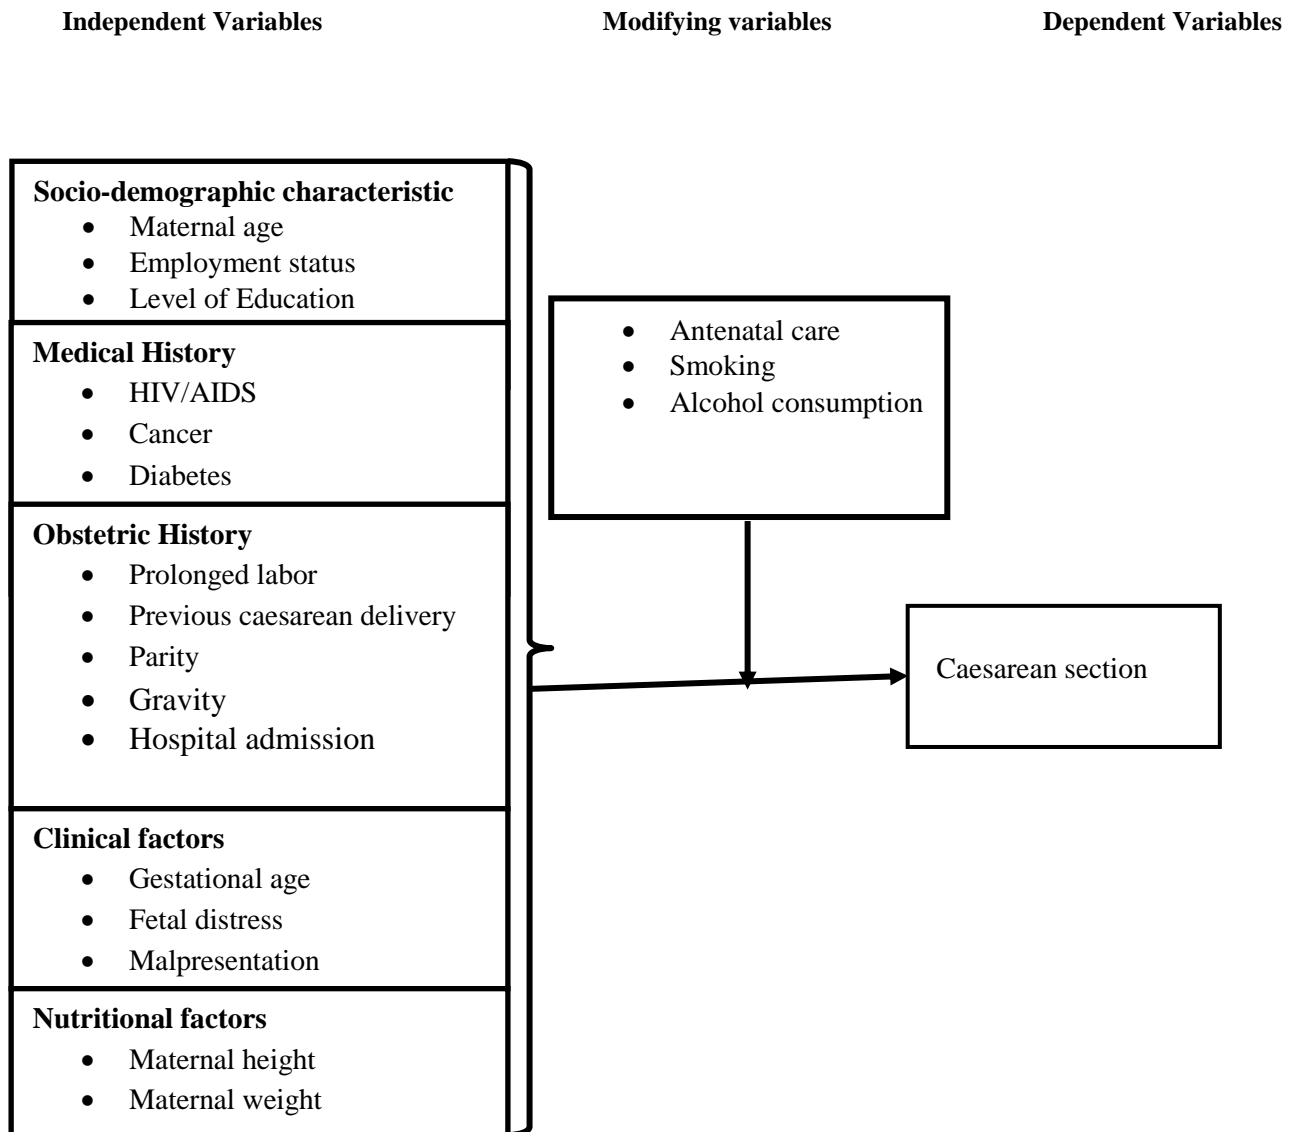 Independent Variables
Modifying variables
Dependent Variables
Socio-demographic characteristic
• Maternal age
• Employment status
• Level of Education
Medical History
• HIV/AIDS
• Cancer
• Diabetes
Obstetric History
• Prolonged labor
• Previous caesarean delivery
• Parity
• Gravity
• Hospital admission
Clinical factors
• Gestational age
• Fetal distress
• Malpresentation
Nutritional factors
• Maternal height
• Maternal weight
• Antenatal care
• Smoking
• Alcohol consumption
Caesarean section